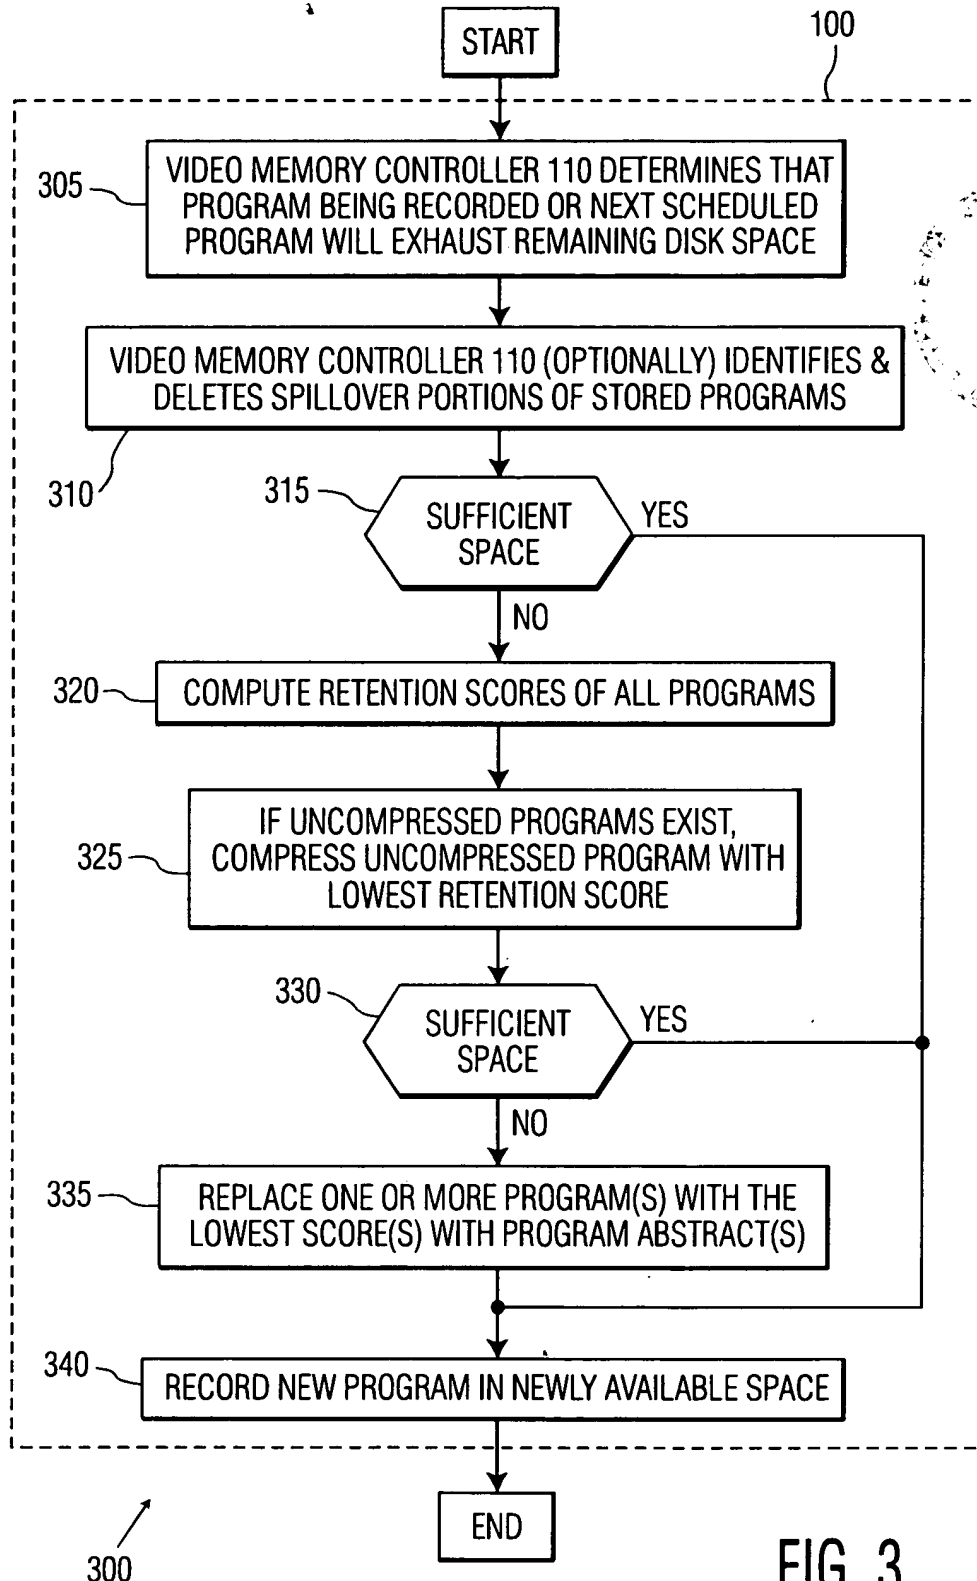 START
100
305
VIDEO MEMORY CONTROLLER 110 DETERMINES THAT
PROGRAM BEING RECORDED OR NEXT SCHEDULED
PROGRAM WILL EXHAUST REMAINING DISK SPACE
VIDEO MEMORY CONTROLLER 110 (OPTIONALLY) IDENTIFIES &
DELETES SPILLOVER PORTIONS OF STORED PROGRAMS
310
315
SUFFICIENT
SPACE
YES
NO
320
COMPUTE RETENTION SCORES OF ALL PROGRAMS
325
IF UNCOMPRESSED PROGRAMS EXIST,
COMPRESS UNCOMPRESSED PROGRAM WITH
LOWEST RETENTION SCORE
330
SUFFICIENT
SPACE
YES
NO
335
REPLACE ONE OR MORE PROGRAM(S) WITH THE
LOWEST SCORE(S) WITH PROGRAM ABSTRACT(S)
340
RECORD NEW PROGRAM IN NEWLY AVAILABLE SPACE
END
300
FIG. 3